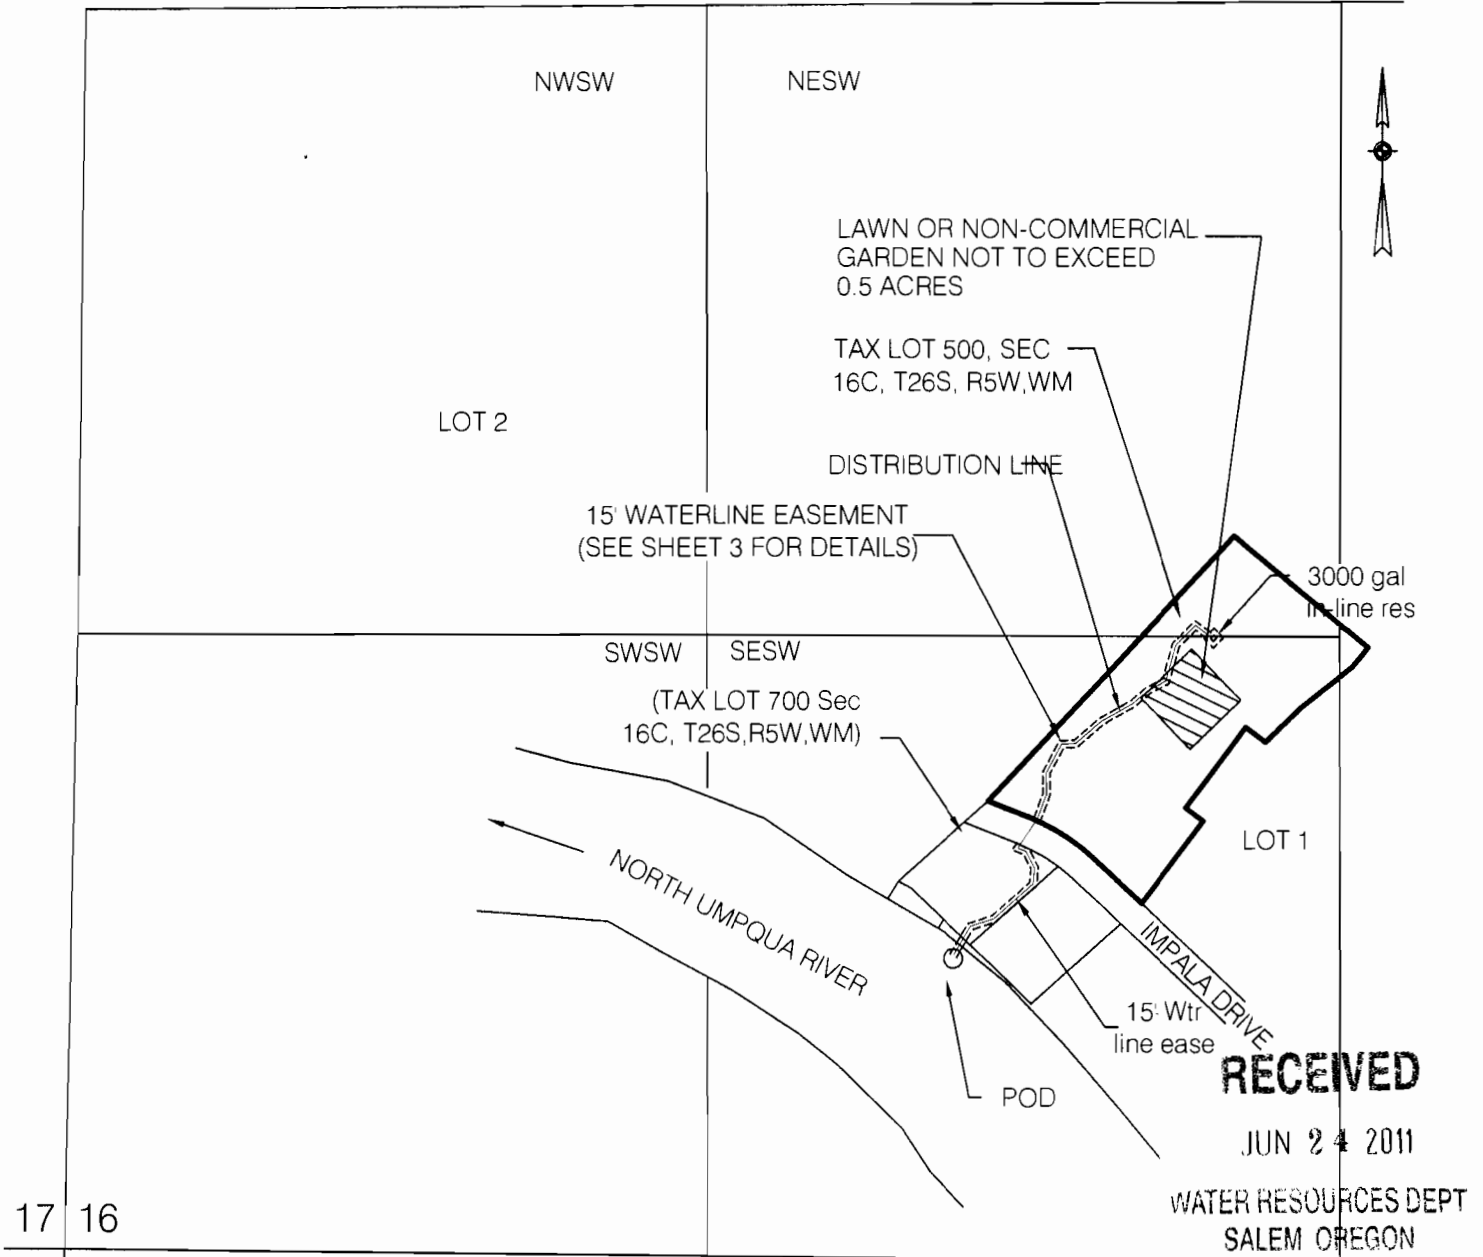 NWSW
NESW
LAWN OR NON-COMMERCIAL
GARDEN NOT TO EXCEED
0.5 ACRES
TAX LOT 500, SEC
16C, T26S, R5W,WM
LOT 2
DISTRIBUTION LINE
15' WATERLINE EASEMENT
(SEE SHEET 3 FOR DETAILS)
3000 gal
in-line res
SWSW
SESW
(TAX LOT 700 Sec
16C, T26S,R5W,WM)
LOT 1
NORTH UMPQUA RIVER
IMPALA DRIVE
15' Wtr
line ease
POD
RECEIVED
JUN 24 2011
WATER RESOURCES DEPT
SALEM OREGON
17 16